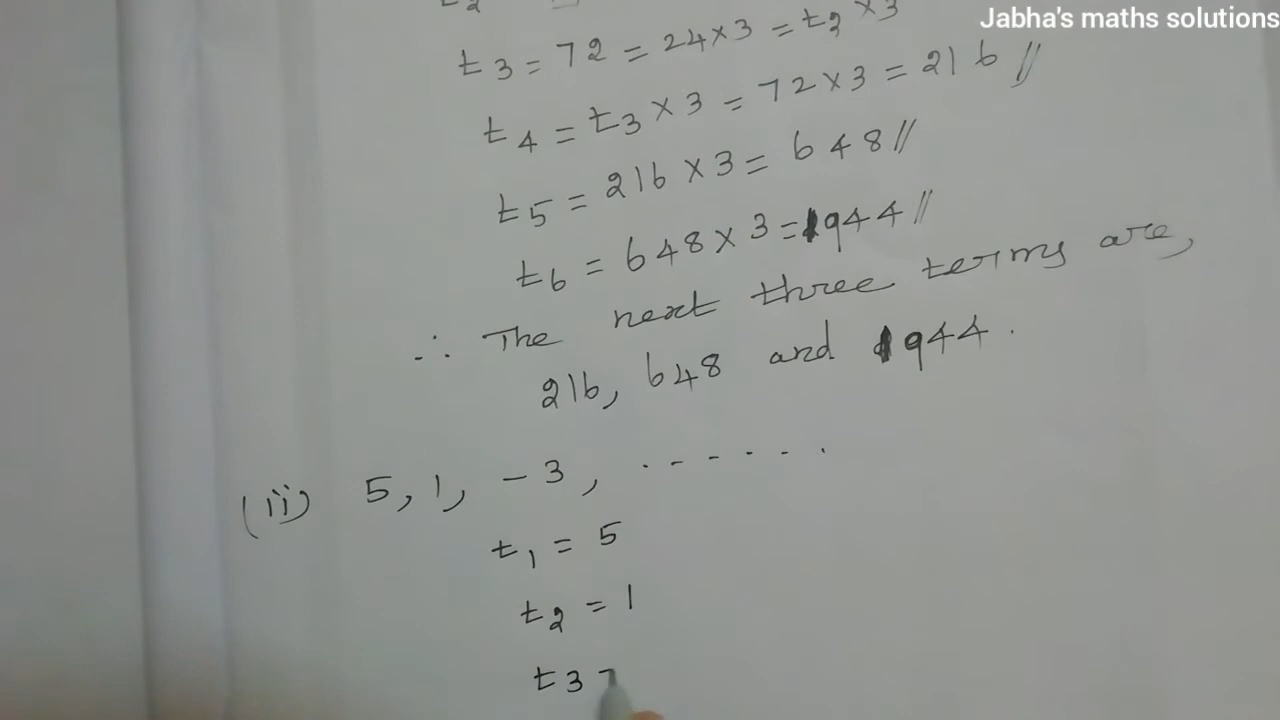 Jabha's maths solutions
t3 = 72 = 24×3 = t2 ×3
t4 = t3 × 3 = 72×3 = 216 //
t5 = 216 × 3 = 648 //
t6 = 648 × 3 = 1944 //
∴ The next three terms are,
216, 648 and 1944.
(ii) 5, 1, -3, .......
t1 = 5
t2 = 1
t3